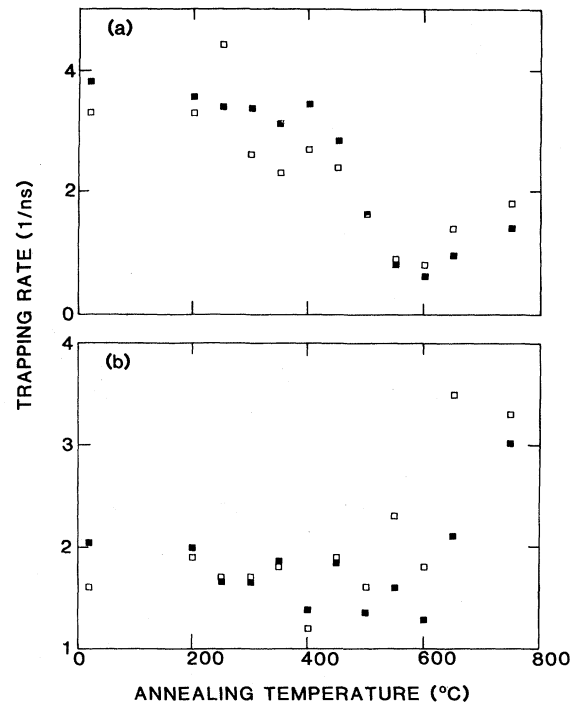 (a)
4
2
0
TRAPPING RATE (1/ns)
4
(b)
3
2
1
0 200 400 600 800
ANNEALING TEMPERATURE (°C)